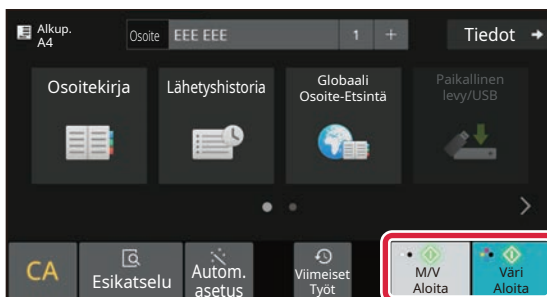 Alkup.
A4
Osoite EEE EEE 1 + Tiedot
Osoitekirja
Lähetyshistoria
Globaali
Osoite-Etsintä
Paikallinen
levy/USB
CA
Esikatselu
Autom.
asetus
Viimeiset
Työt
M/V
Aloita
Väri
Aloita